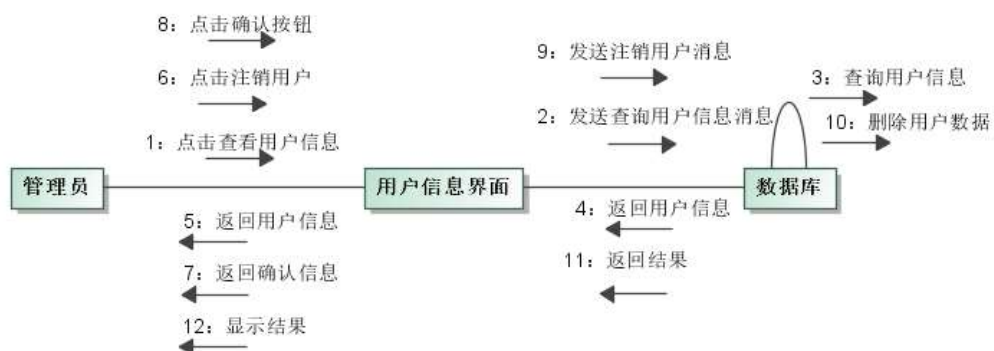 8：点击确认按钮
9：发送注销用户消息
3：查询用户信息
6：点击注销用户
2：发送查询用户信息消息
10：删除用户数据
1：点击查看用户信息
管理员
用户信息界面
数据库
5：返回用户信息
4：返回用户信息
7：返回确认信息
11：返回结果
12：显示结果